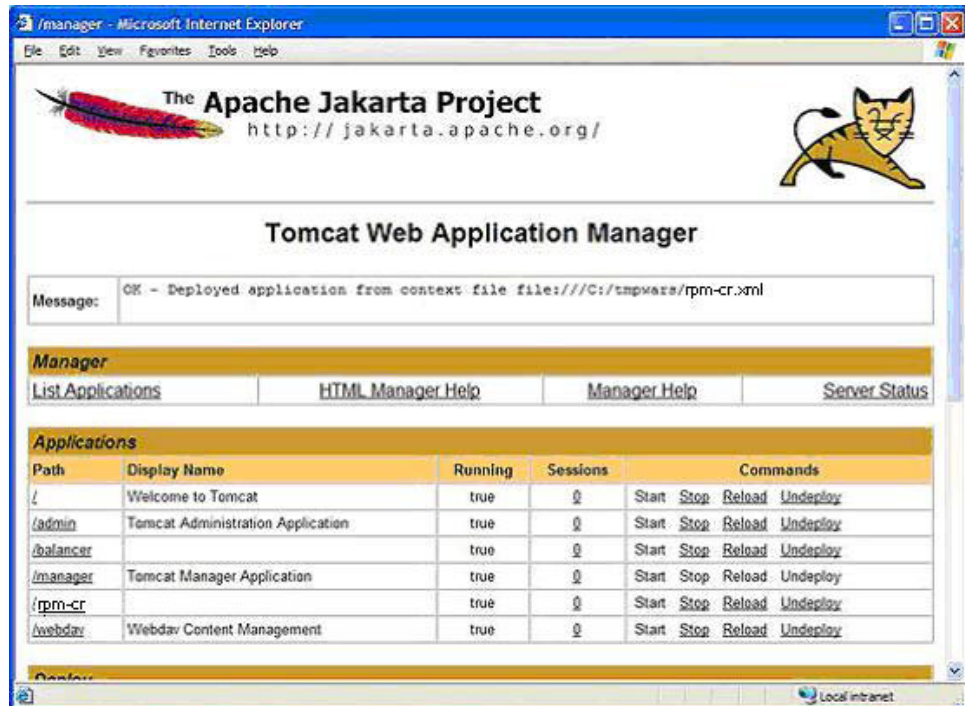 /manager - Microsoft Internet Explorer
File Edit View Favorites Tools Help
The Apache Jakarta Project
http://jakarta.apache.org/
Tomcat Web Application Manager
Message: OK - Deployed application from context file file:///C:/tmpwars/rpm-cr.xml
Manager
List Applications HTML Manager Help Manager Help Server Status
Applications
Path Display Name Running Sessions Commands
/ Welcome to Tomcat true 0 Start Stop Reload Undeploy
/admin Tomcat Administration Application true 0 Start Stop Reload Undeploy
/balancer true 0 Start Stop Reload Undeploy
/manager Tomcat Manager Application true 0 Start Stop Reload Undeploy
/rpm-cr true 0 Start Stop Reload Undeploy
/webdav Webdav Content Management true 0 Start Stop Reload Undeploy
Deploy
Local intranet